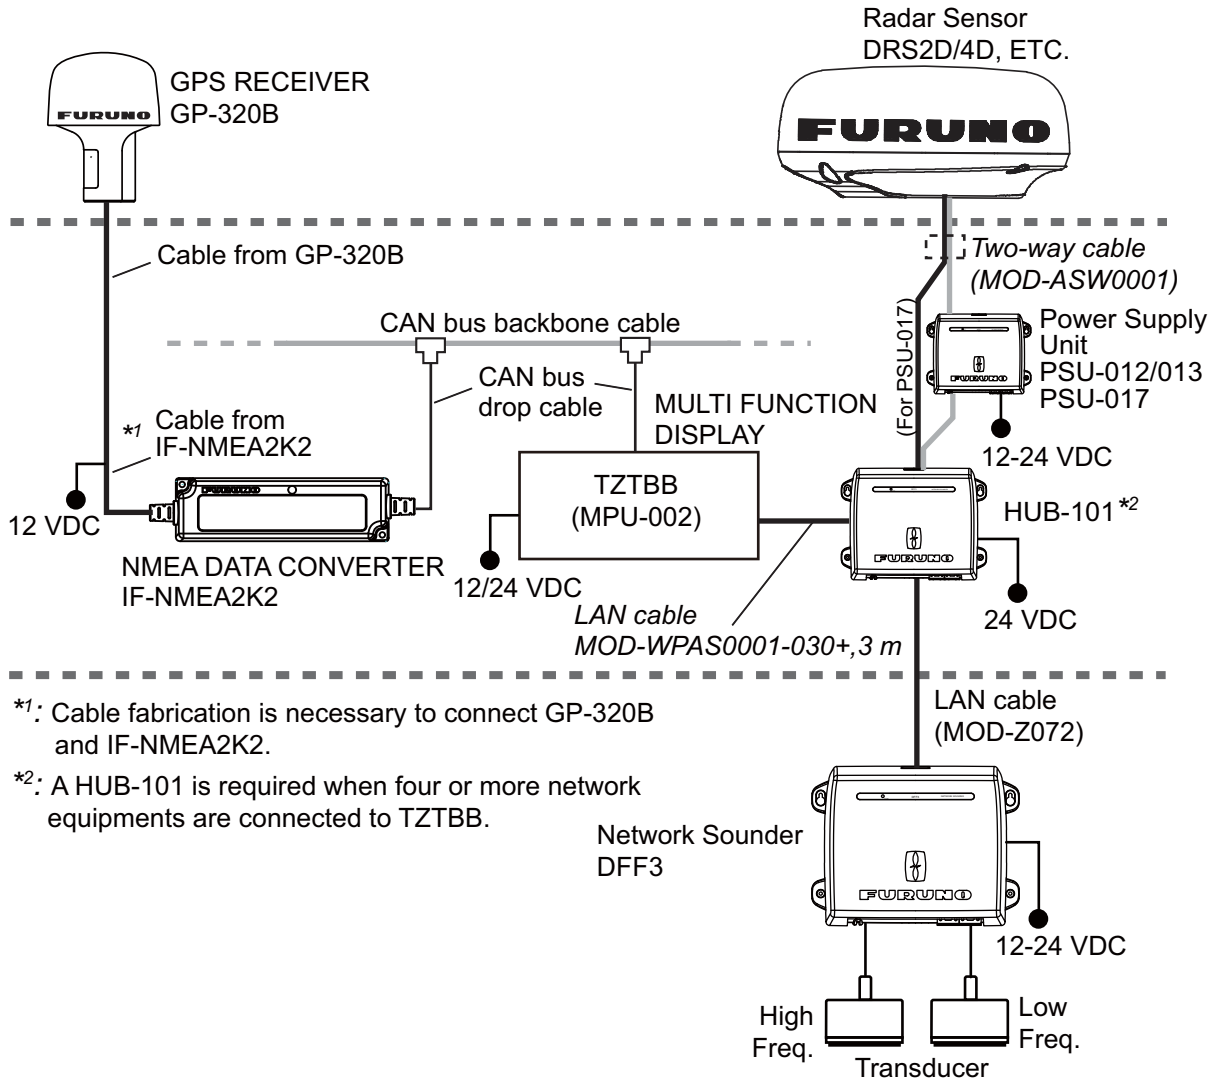 Radar Sensor
DRS2D/4D, ETC.
GPS RECEIVER
GP-320B
FURUNO
FURUNO
Cable from GP-320B
Two-way cable
(MOD-ASW0001)
CAN bus backbone cable
(For PSU-017)
Power Supply
Unit
PSU-012/013
PSU-017
FURUNO
CAN bus
drop cable
MULTI FUNCTION
DISPLAY
*1 Cable from
IF-NMEA2K2
12-24 VDC
FURUNO
TZTBB
(MPU-002)
HUB-101*2
12 VDC
FURUNO
NMEA DATA CONVERTER
IF-NMEA2K2
12/24 VDC
LAN cable
MOD-WPAS0001-030+,3 m
24 VDC
*1: Cable fabrication is necessary to connect GP-320B
and IF-NMEA2K2.
*2: A HUB-101 is required when four or more network
equipments are connected to TZTBB.
LAN cable
(MOD-Z072)
Network Sounder
DFF3
FURUNO
12-24 VDC
High
Freq.
Low
Freq.
Transducer